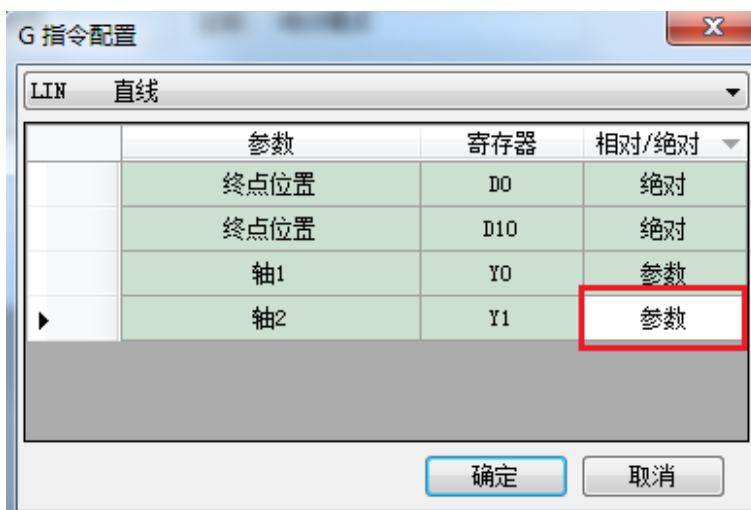 G 指令配置
LIN 直线
参数 寄存器 相对/绝对
终点位置 D0 绝对
终点位置 D10 绝对
轴1 Y0 参数
轴2 Y1 参数
确定 取消